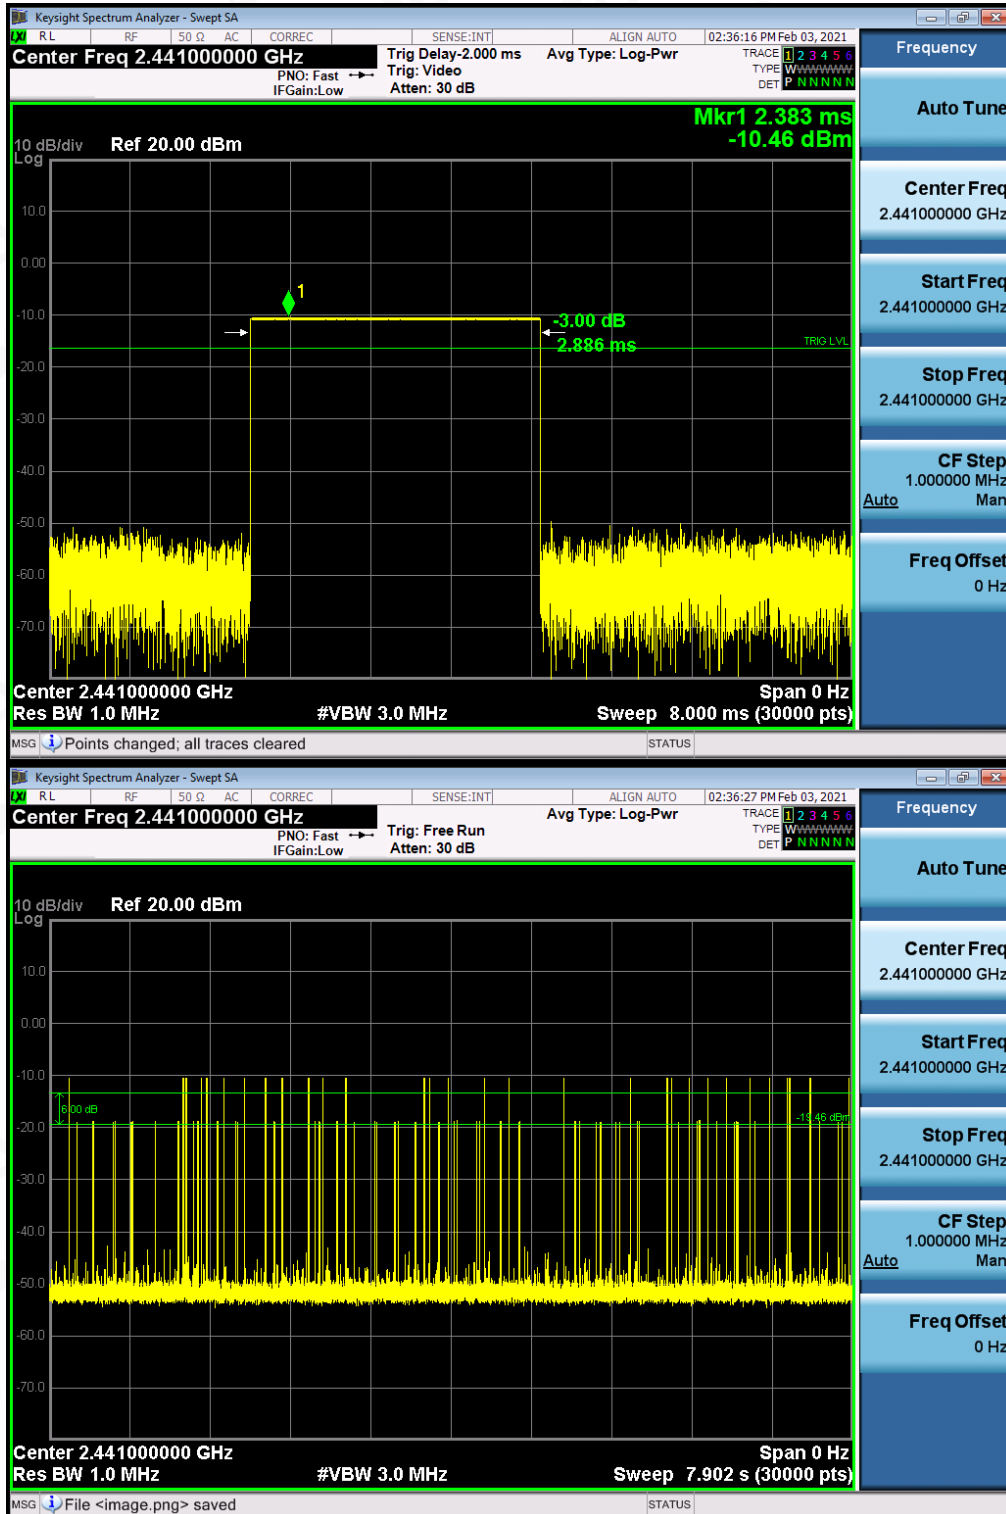 Keysight Spectrum Analyzer - Swept SA
LXI RL RF 50 Ω AC CORREC SENSE:INT ALIGN AUTO 02:36:16 PM Feb 03, 2021
Center Freq 2.441000000 GHz Trig Delay-2.000 ms Avg Type: Log-Pwr TRACE 1 2 3 4 5 6
PNO: Fast Trig: Video TYPE WWWWWW
IFGain:Low Atten: 30 dB DET P N N N N N
Mkr1 2.383 ms
-10.46 dBm
10 dB/div Ref 20.00 dBm
Log
10.0
0.00
1
-10.0
-3.00 dB
2.886 ms
TRIG LVL
-20.0
-30.0
-40.0
-50.0
-60.0
-70.0
Center 2.441000000 GHz Span 0 Hz
Res BW 1.0 MHz #VBW 3.0 MHz Sweep 8.000 ms (30000 pts)
MSG Points changed; all traces cleared STATUS
Frequency
Auto Tune
Center Freq
2.441000000 GHz
Start Freq
2.441000000 GHz
Stop Freq
2.441000000 GHz
CF Step
1.000000 MHz
Auto Man
Freq Offset
0 Hz
Keysight Spectrum Analyzer - Swept SA
LXI RL RF 50 Ω AC CORREC SENSE:INT ALIGN AUTO 02:36:27 PM Feb 03, 2021
Center Freq 2.441000000 GHz Avg Type: Log-Pwr TRACE 1 2 3 4 5 6
PNO: Fast Trig: Free Run TYPE WWWWWW
IFGain:Low Atten: 30 dB DET P N N N N N
10 dB/div Ref 20.00 dBm
Log
10.0
0.00
-10.0
6.00 dB
-19.46 dBm
-20.0
-30.0
-40.0
-50.0
-60.0
-70.0
Center 2.441000000 GHz Span 0 Hz
Res BW 1.0 MHz #VBW 3.0 MHz Sweep 7.902 s (30000 pts)
MSG File <image.png> saved STATUS
Frequency
Auto Tune
Center Freq
2.441000000 GHz
Start Freq
2.441000000 GHz
Stop Freq
2.441000000 GHz
CF Step
1.000000 MHz
Auto Man
Freq Offset
0 Hz